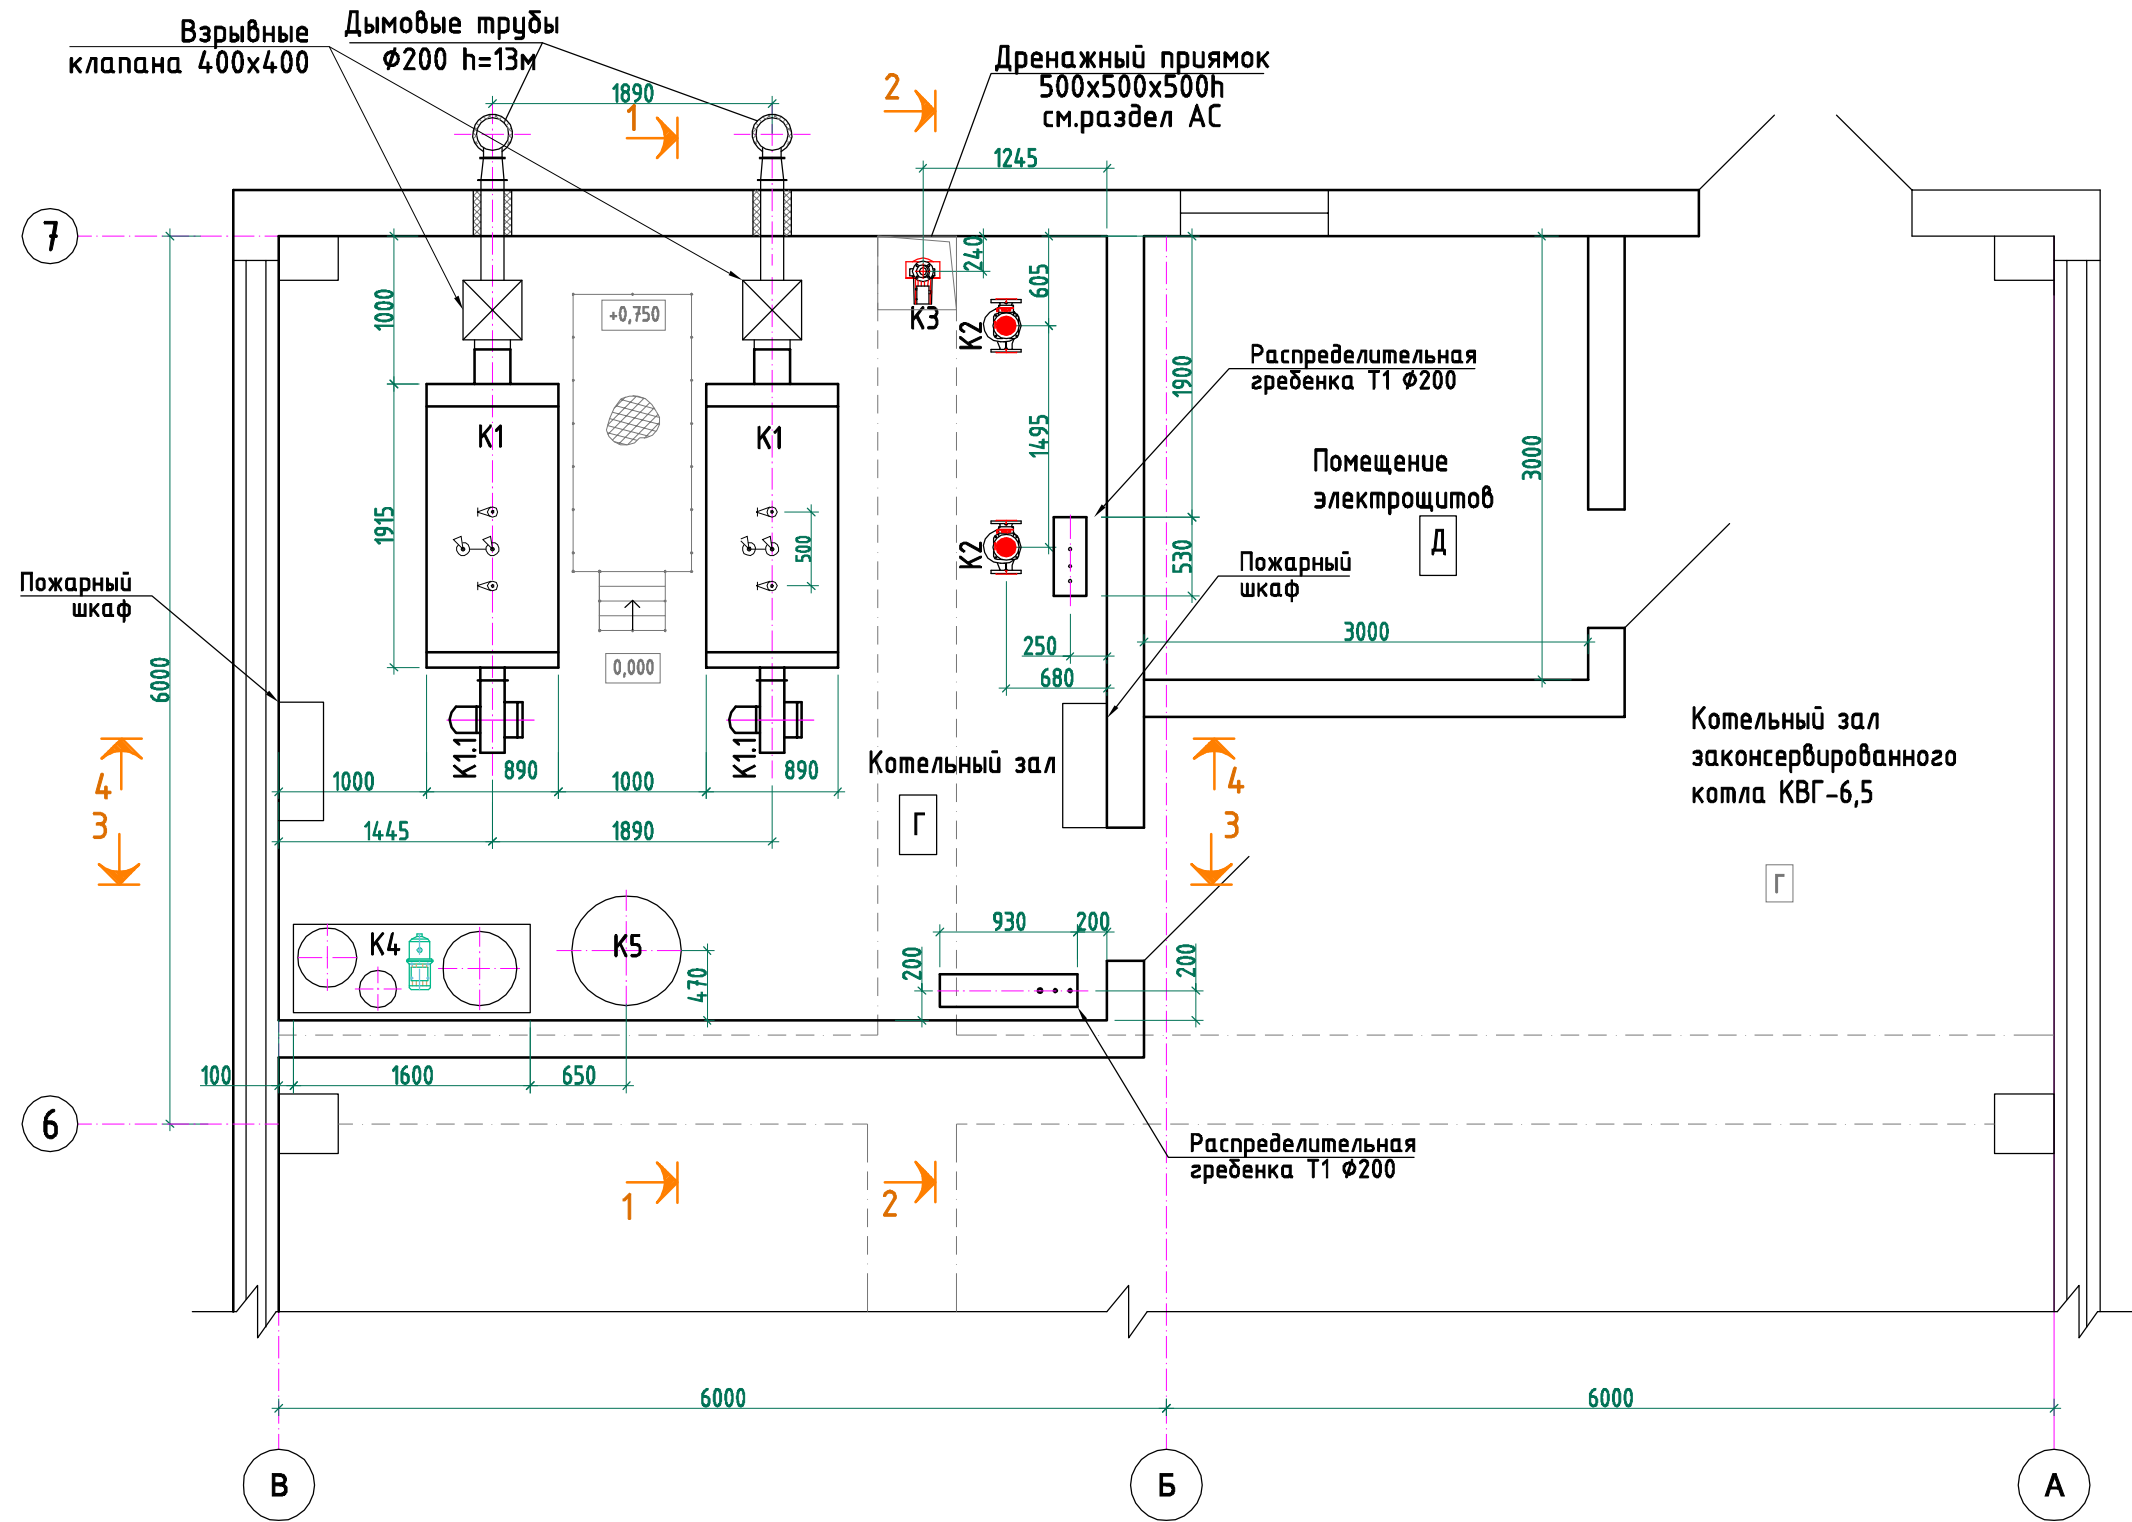 Взрывные
клапана 400х400
Дымовые трубы
Ф200 h=13м
Дренажный приямок
500х500х500h
см.раздел АС
1890
1
2
1245
7
240
605
1000
+0,750
К3
К2
1900
Распределительная
гребенка Т1 Ф200
К1
К1
1495
3000
Помещение
электрощитов
Д
1915
500
К2
530
Пожарный
шкаф
Пожарный
шкаф
6000
0,000
250
680
3000
Котельный зал
законсервированного
котла КВГ-6,5
Г
К1.1
К1.1
890
890
1000
1000
Котельный зал
Г
4
3
4
3
1445
1890
К4
К5
470
930
200
200
200
100
1600
650
6
Распределительная
гребенка Т1 Ф200
1
2
6000
6000
В
Б
А